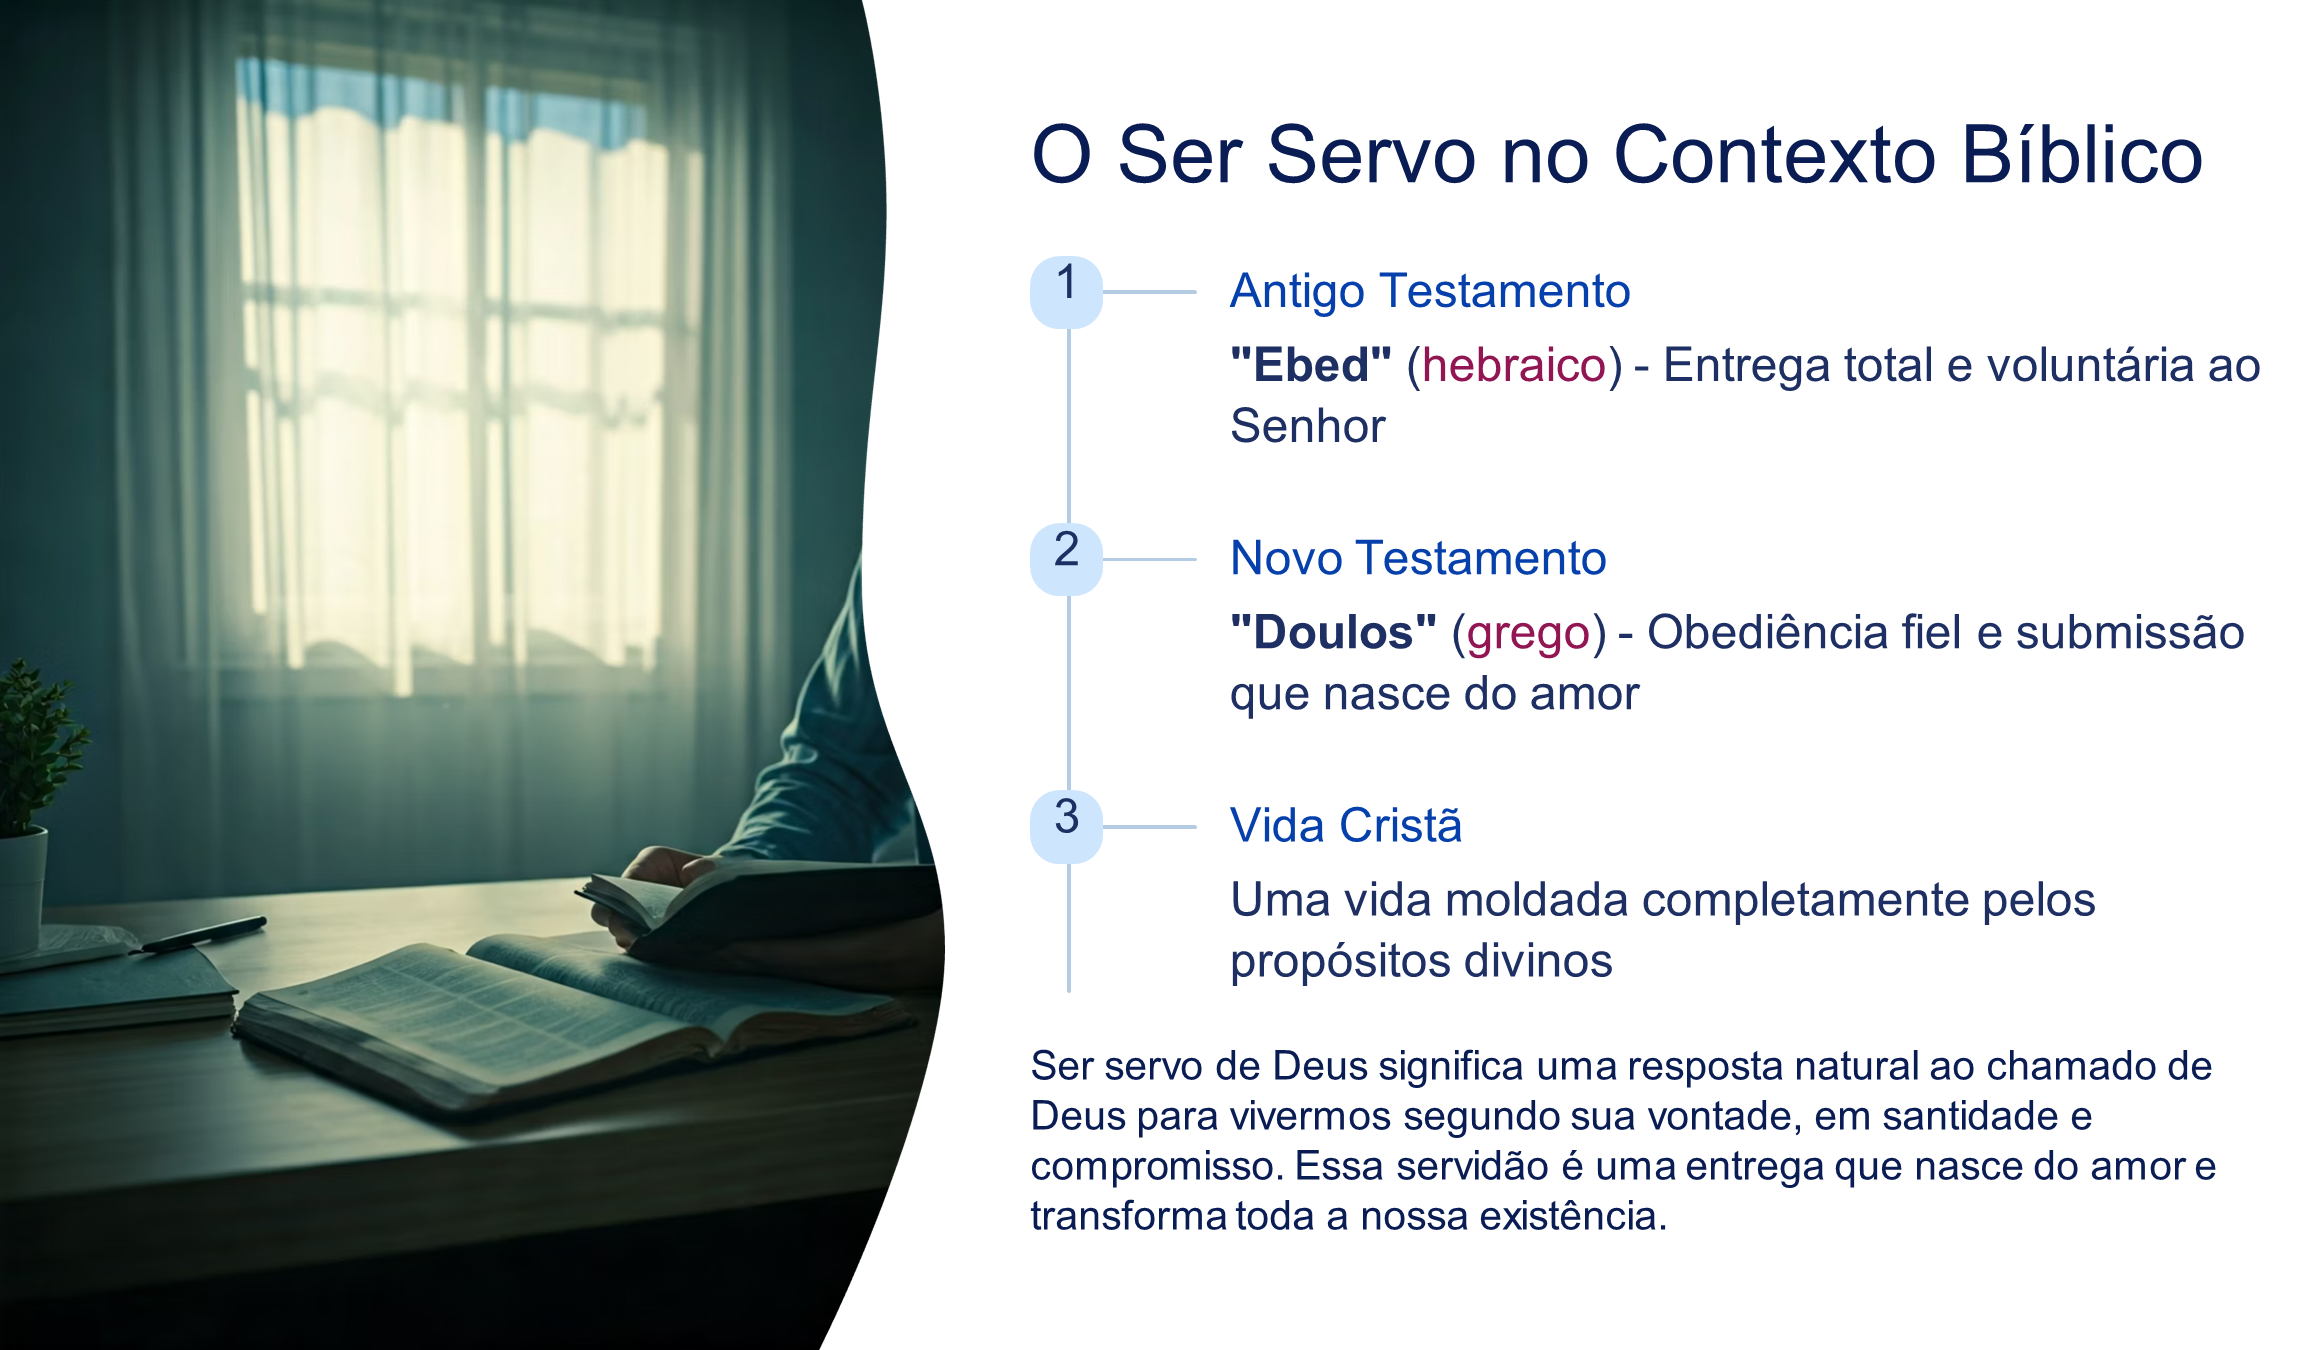 O Ser Servo no Contexto Bíblico
1
Antigo Testamento
"Ebed" (hebraico) - Entrega total e voluntária ao
Senhor
2
Novo Testamento
"Doulos" (grego) - Obediência fiel e submissão
que nasce do amor
3
Vida Cristã
Uma vida moldada completamente pelos
propósitos divinos
Ser servo de Deus significa uma resposta natural ao chamado de
Deus para vivermos segundo sua vontade, em santidade e
compromisso. Essa servidão é uma entrega que nasce do amor e
transforma toda a nossa existência.